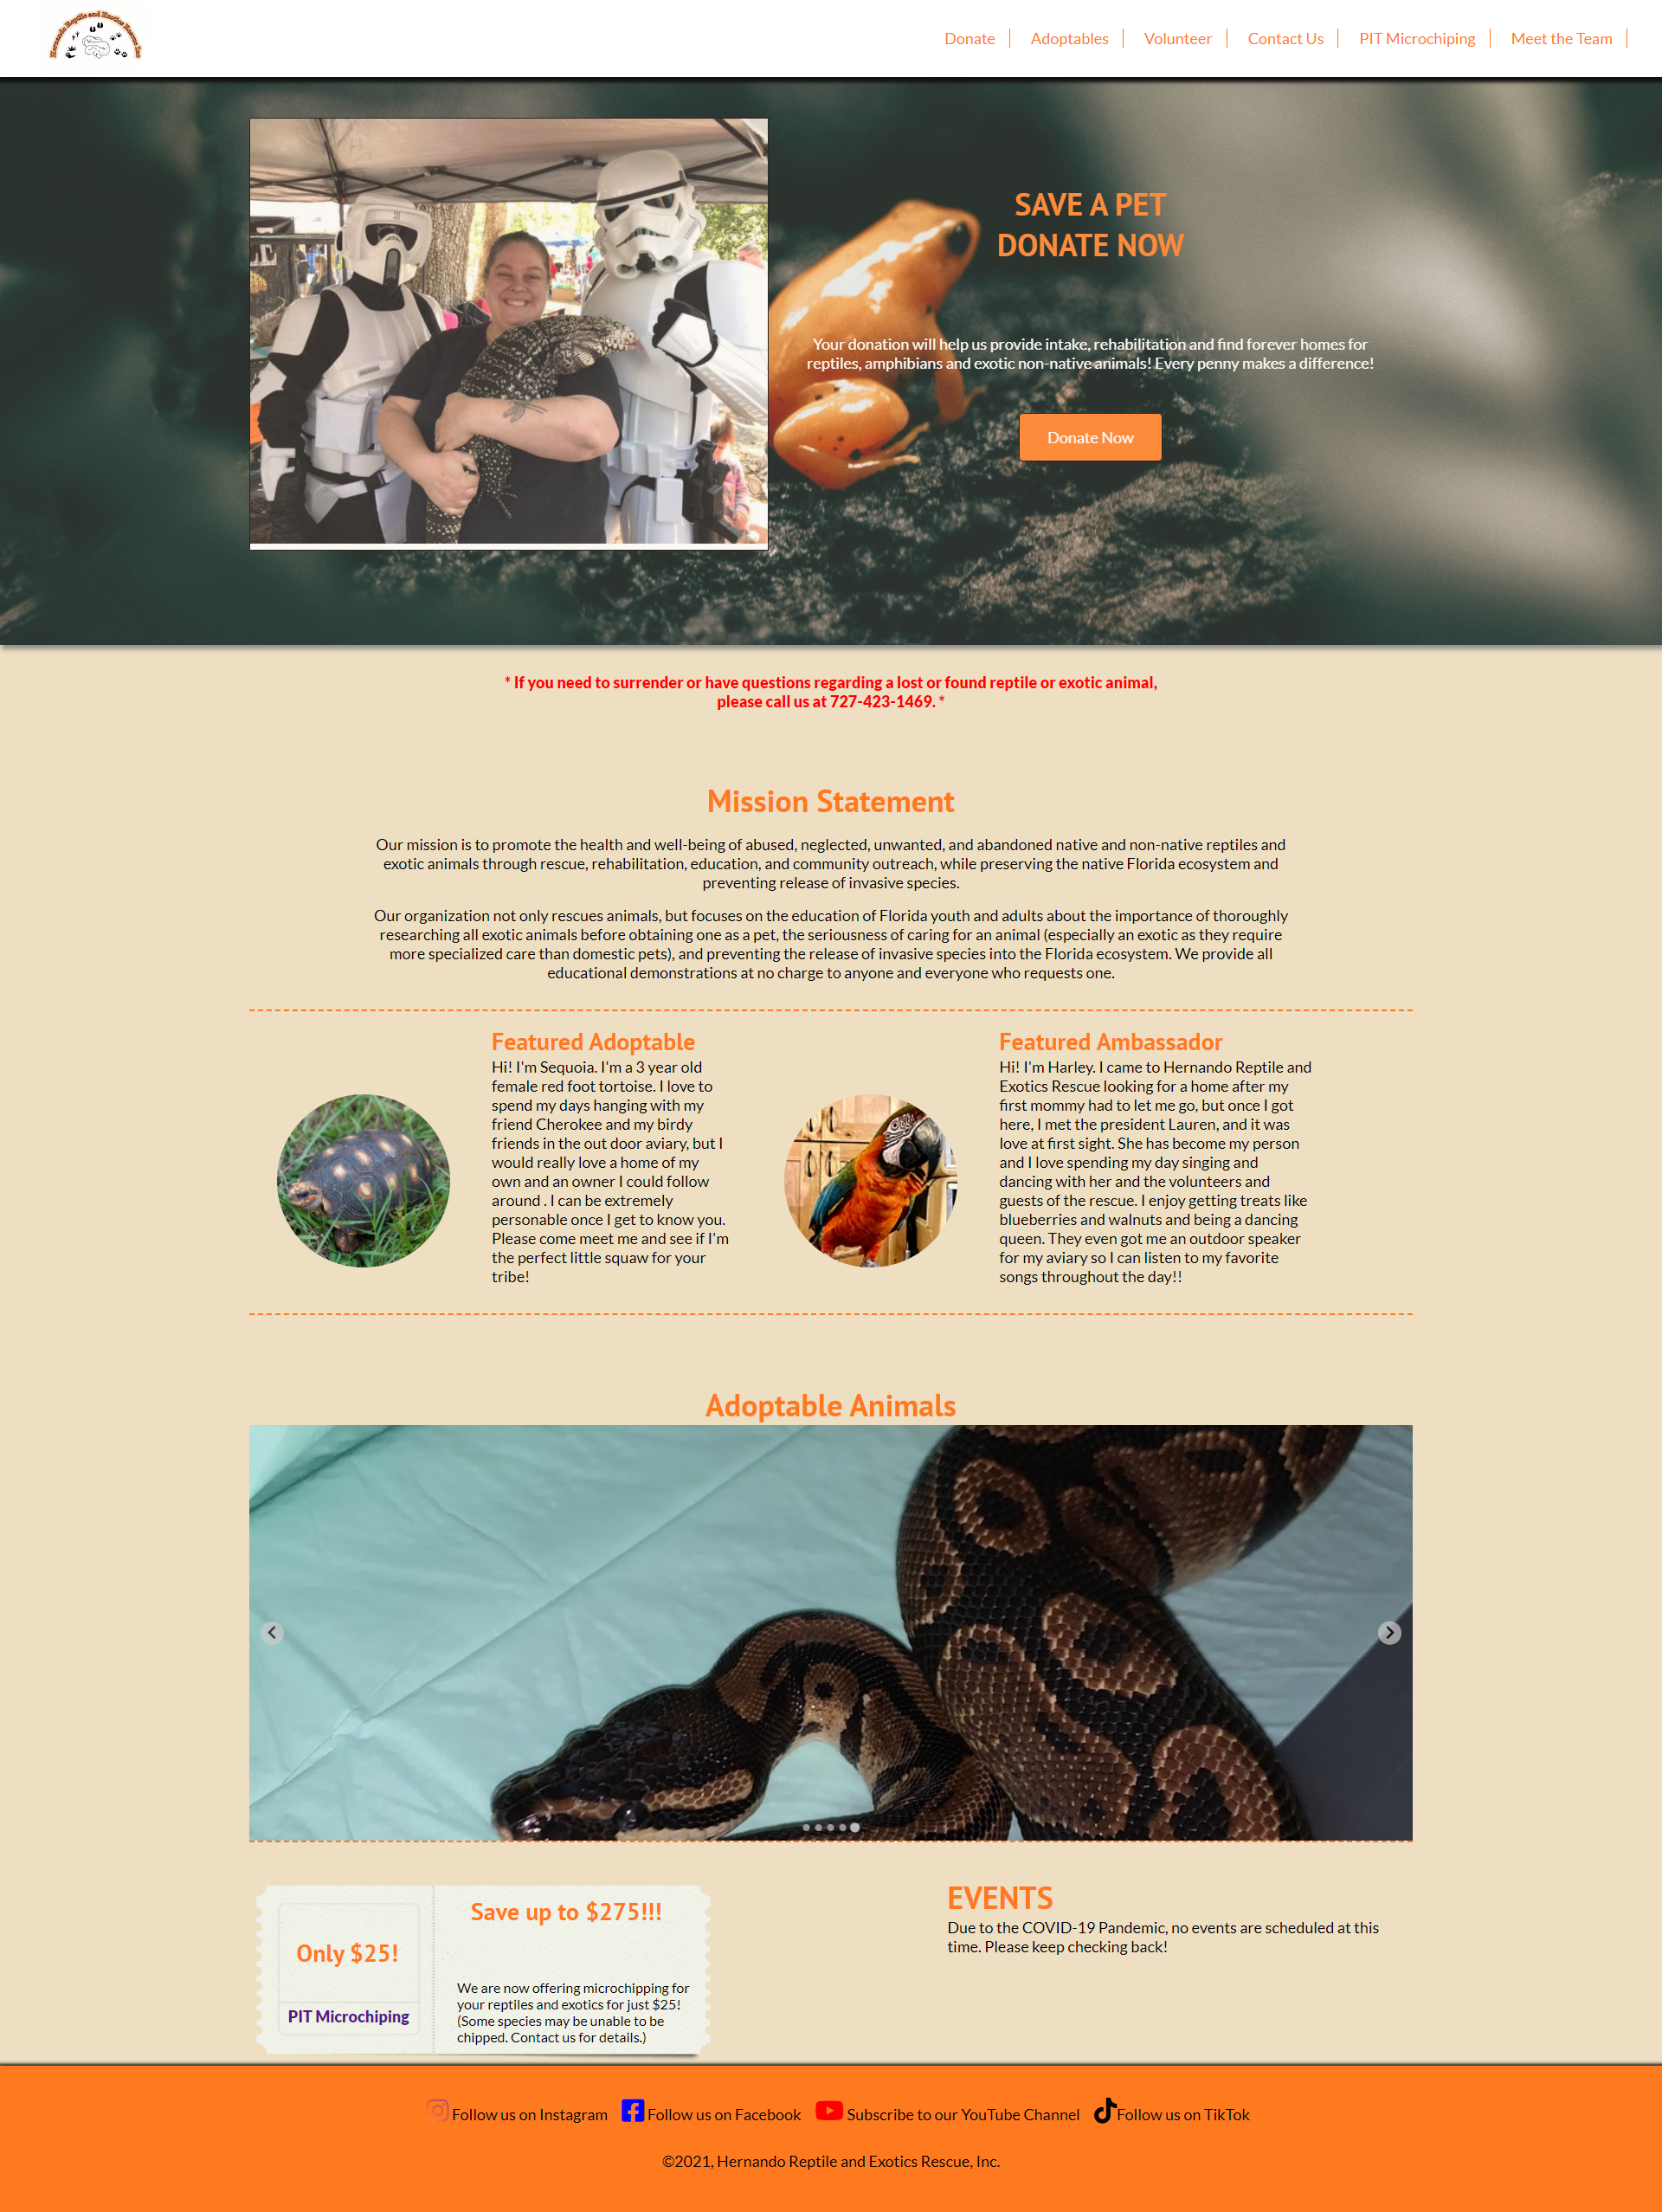 Hernando Reptile and Exotics Rescue Inc
Donate
Adoptables
Volunteer
Contact Us
PIT Microchiping
Meet the Team
SAVE A PET
DONATE NOW
Your donation will help us provide intake, rehabilitation and find forever homes for
reptiles, amphibians and exotic non-native animals! Every penny makes a difference!
Donate Now
* If you need to surrender or have questions regarding a lost or found reptile or exotic animal,
please call us at 727-423-1469. *
Mission Statement
Our mission is to promote the health and well-being of abused, neglected, unwanted, and abandoned native and non-native reptiles and
exotic animals through rescue, rehabilitation, education, and community outreach, while preserving the native Florida ecosystem and
preventing release of invasive species.
Our organization not only rescues animals, but focuses on the education of Florida youth and adults about the importance of thoroughly
researching all exotic animals before obtaining one as a pet, the seriousness of caring for an animal (especially an exotic as they require
more specialized care than domestic pets), and preventing the release of invasive species into the Florida ecosystem. We provide all
educational demonstrations at no charge to anyone and everyone who requests one.
Featured Adoptable
Hi! I'm Sequoia. I'm a 3 year old
female red foot tortoise. I love to
spend my days hanging with my
friend Cherokee and my birdy
friends in the out door aviary, but I
would really love a home of my
own and an owner I could follow
around . I can be extremely
personable once I get to know you.
Please come meet me and see if I'm
the perfect little squaw for your
tribe!
Featured Ambassador
Hi! I'm Harley. I came to Hernando Reptile and
Exotics Rescue looking for a home after my
first mommy had to let me go, but once I got
here, I met the president Lauren, and it was
love at first sight. She has become my person
and I love spending my day singing and
dancing with her and the volunteers and
guests of the rescue. I enjoy getting treats like
blueberries and walnuts and being a dancing
queen. They even got me an outdoor speaker
for my aviary so I can listen to my favorite
songs throughout the day!!
Adoptable Animals
Only $25!
PIT Microchiping
Save up to $275!!!
We are now offering microchipping for
your reptiles and exotics for just $25!
(Some species may be unable to be
chipped. Contact us for details.)
EVENTS
Due to the COVID-19 Pandemic, no events are scheduled at this
time. Please keep checking back!
Follow us on Instagram
Follow us on Facebook
Subscribe to our YouTube Channel
Follow us on TikTok
©2021, Hernando Reptile and Exotics Rescue, Inc.